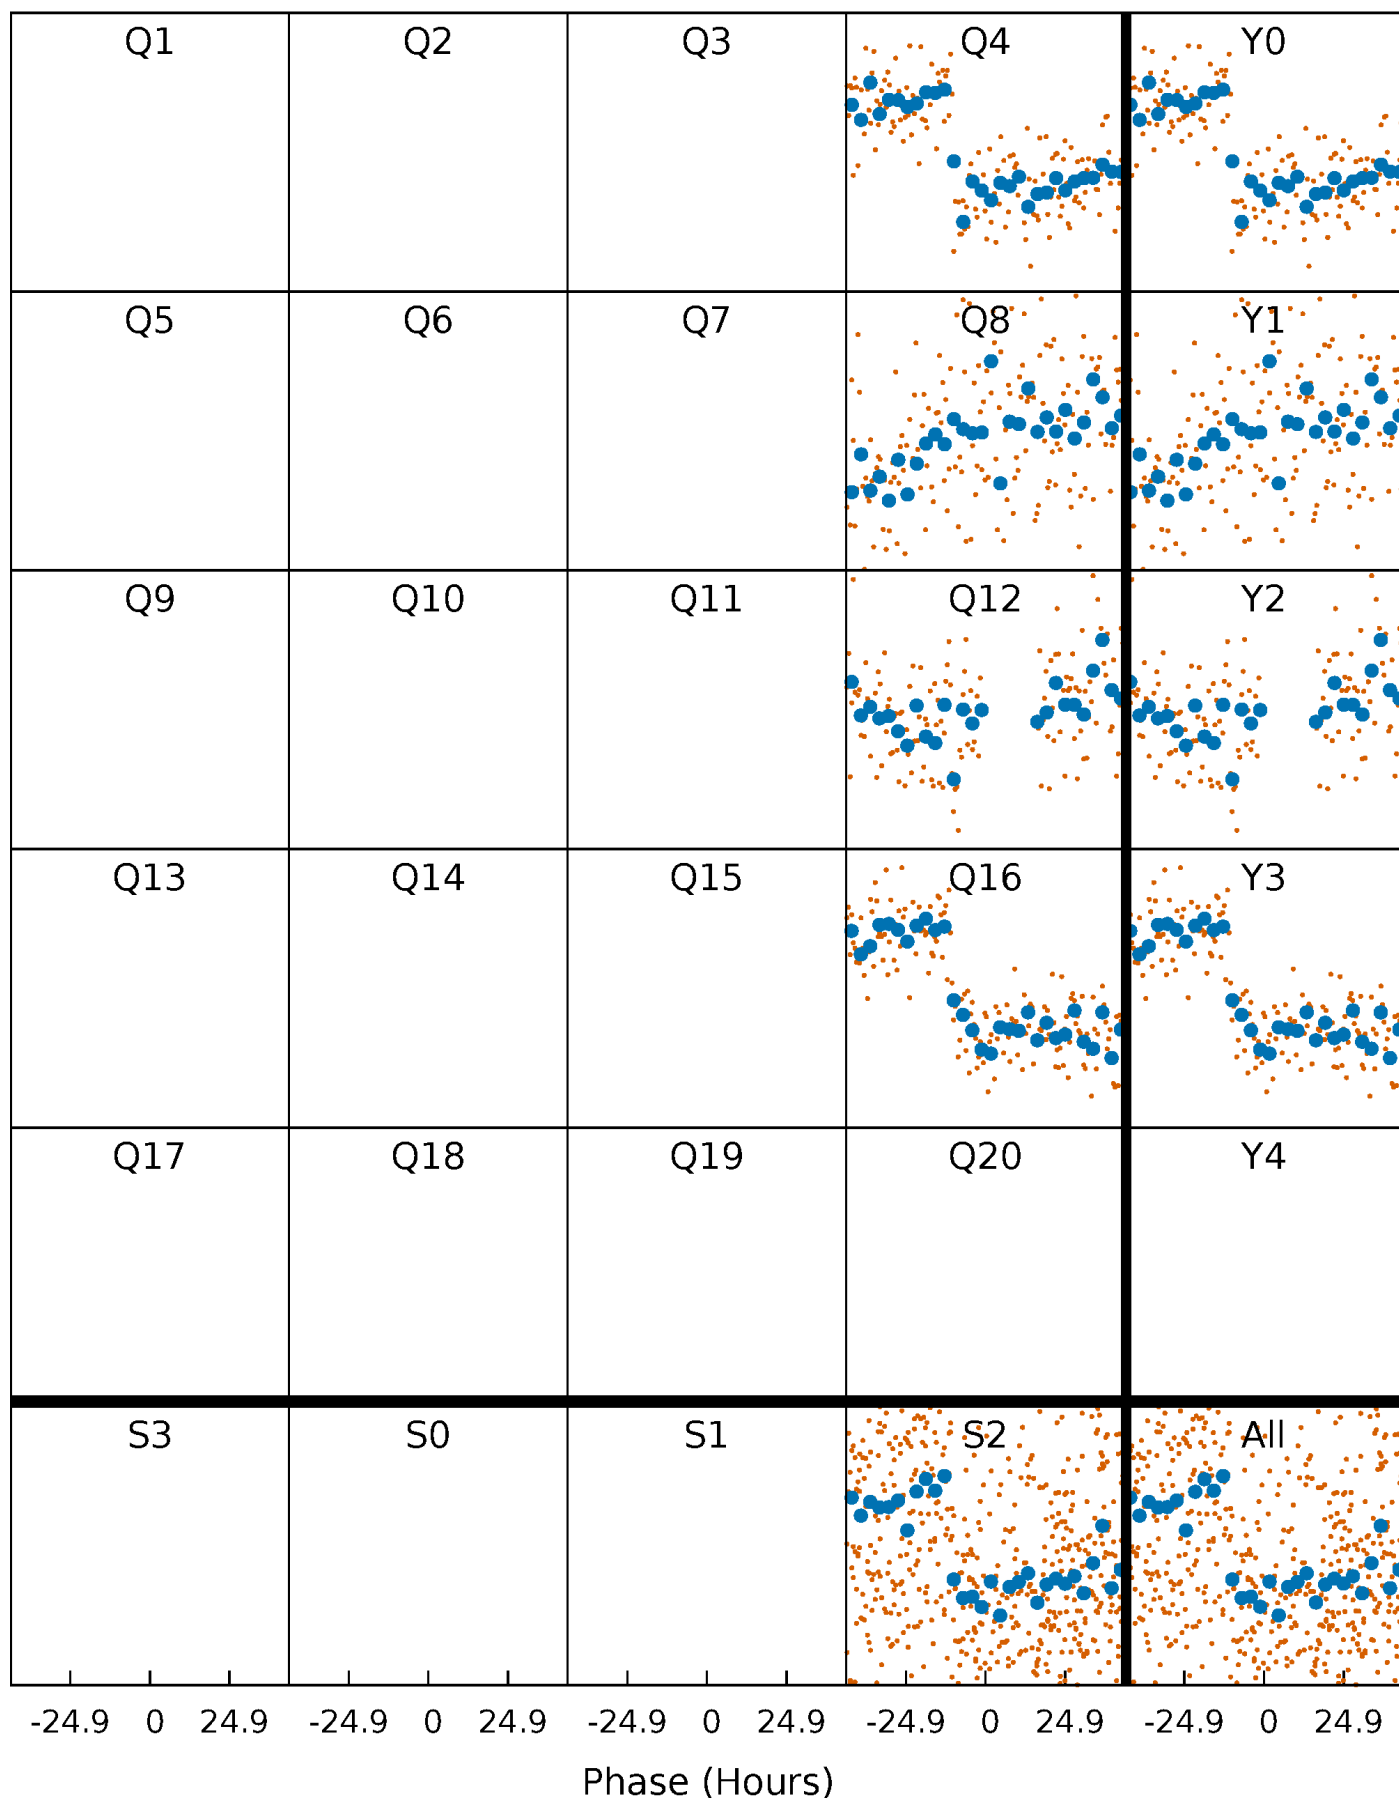 Q1 Q2 Q3 Q4 Y0
Q5 Q6 Q7 Q8 Y1
Q9 Q10 Q11 Q12 Y2
Q13 Q14 Q15 Q16 Y3
Q17 Q18 Q19 Q20 Y4
S3 S0 S1 S2 All
-24.9 0 24.9 -24.9 0 24.9 -24.9 0 24.9 -24.9 0 24.9 -24.9 0 24.9
Phase (Hours)